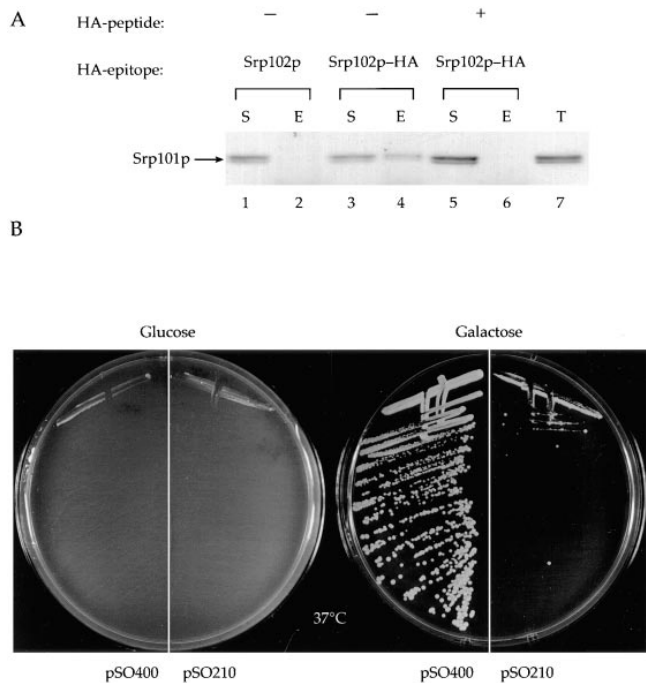 A
HA-peptide: – – +
HA-epitope: Srp102p Srp102p–HA Srp102p–HA
S E S E S E T
Srp101p
1 2 3 4 5 6 7
B
Glucose Galactose
37°C
pSO400 pSO210 pSO400 pSO210